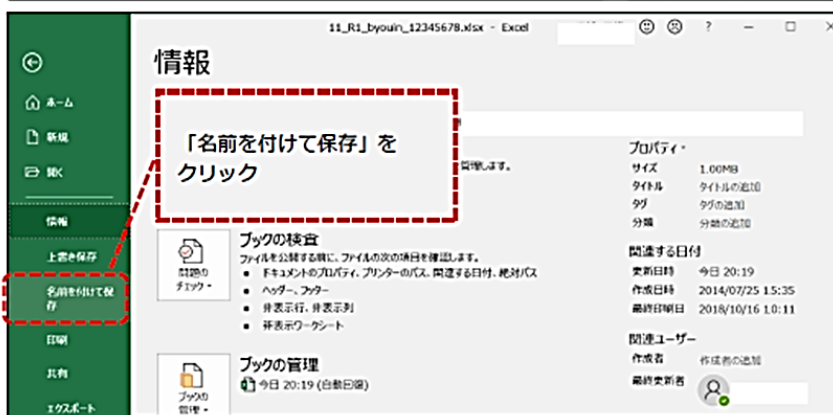 11_R1_byouin_12345678.xlsx - Excel
?
情報
ホーム
新規
開く
情報
上書き保存
名前を付けて保
存
印刷
共有
エクスポート
「名前を付けて保存」を
クリック
管理します。
問題の
チェック
ブックの検査
ファイルを公開する前に、ファイルの次の項目を確認します。
ドキュメントのプロパティ、プリンターのパス、関連する日付、絶対パス
ヘッダー、フッター
非表示行、非表示列
非表示ワークシート
ブックの
管理
ブックの管理
今日 20:19 (自動回復)
プロパティ
サイズ 1.00MB
タイトル タイトルの追加
タグ タグの追加
分類 分類の追加
関連する日付
更新日時 今日 20:19
作成日時 2014/07/25 15:35
最終印刷日 2018/10/16 10:11
関連ユーザー
作成者 作成者の追加
最終更新者